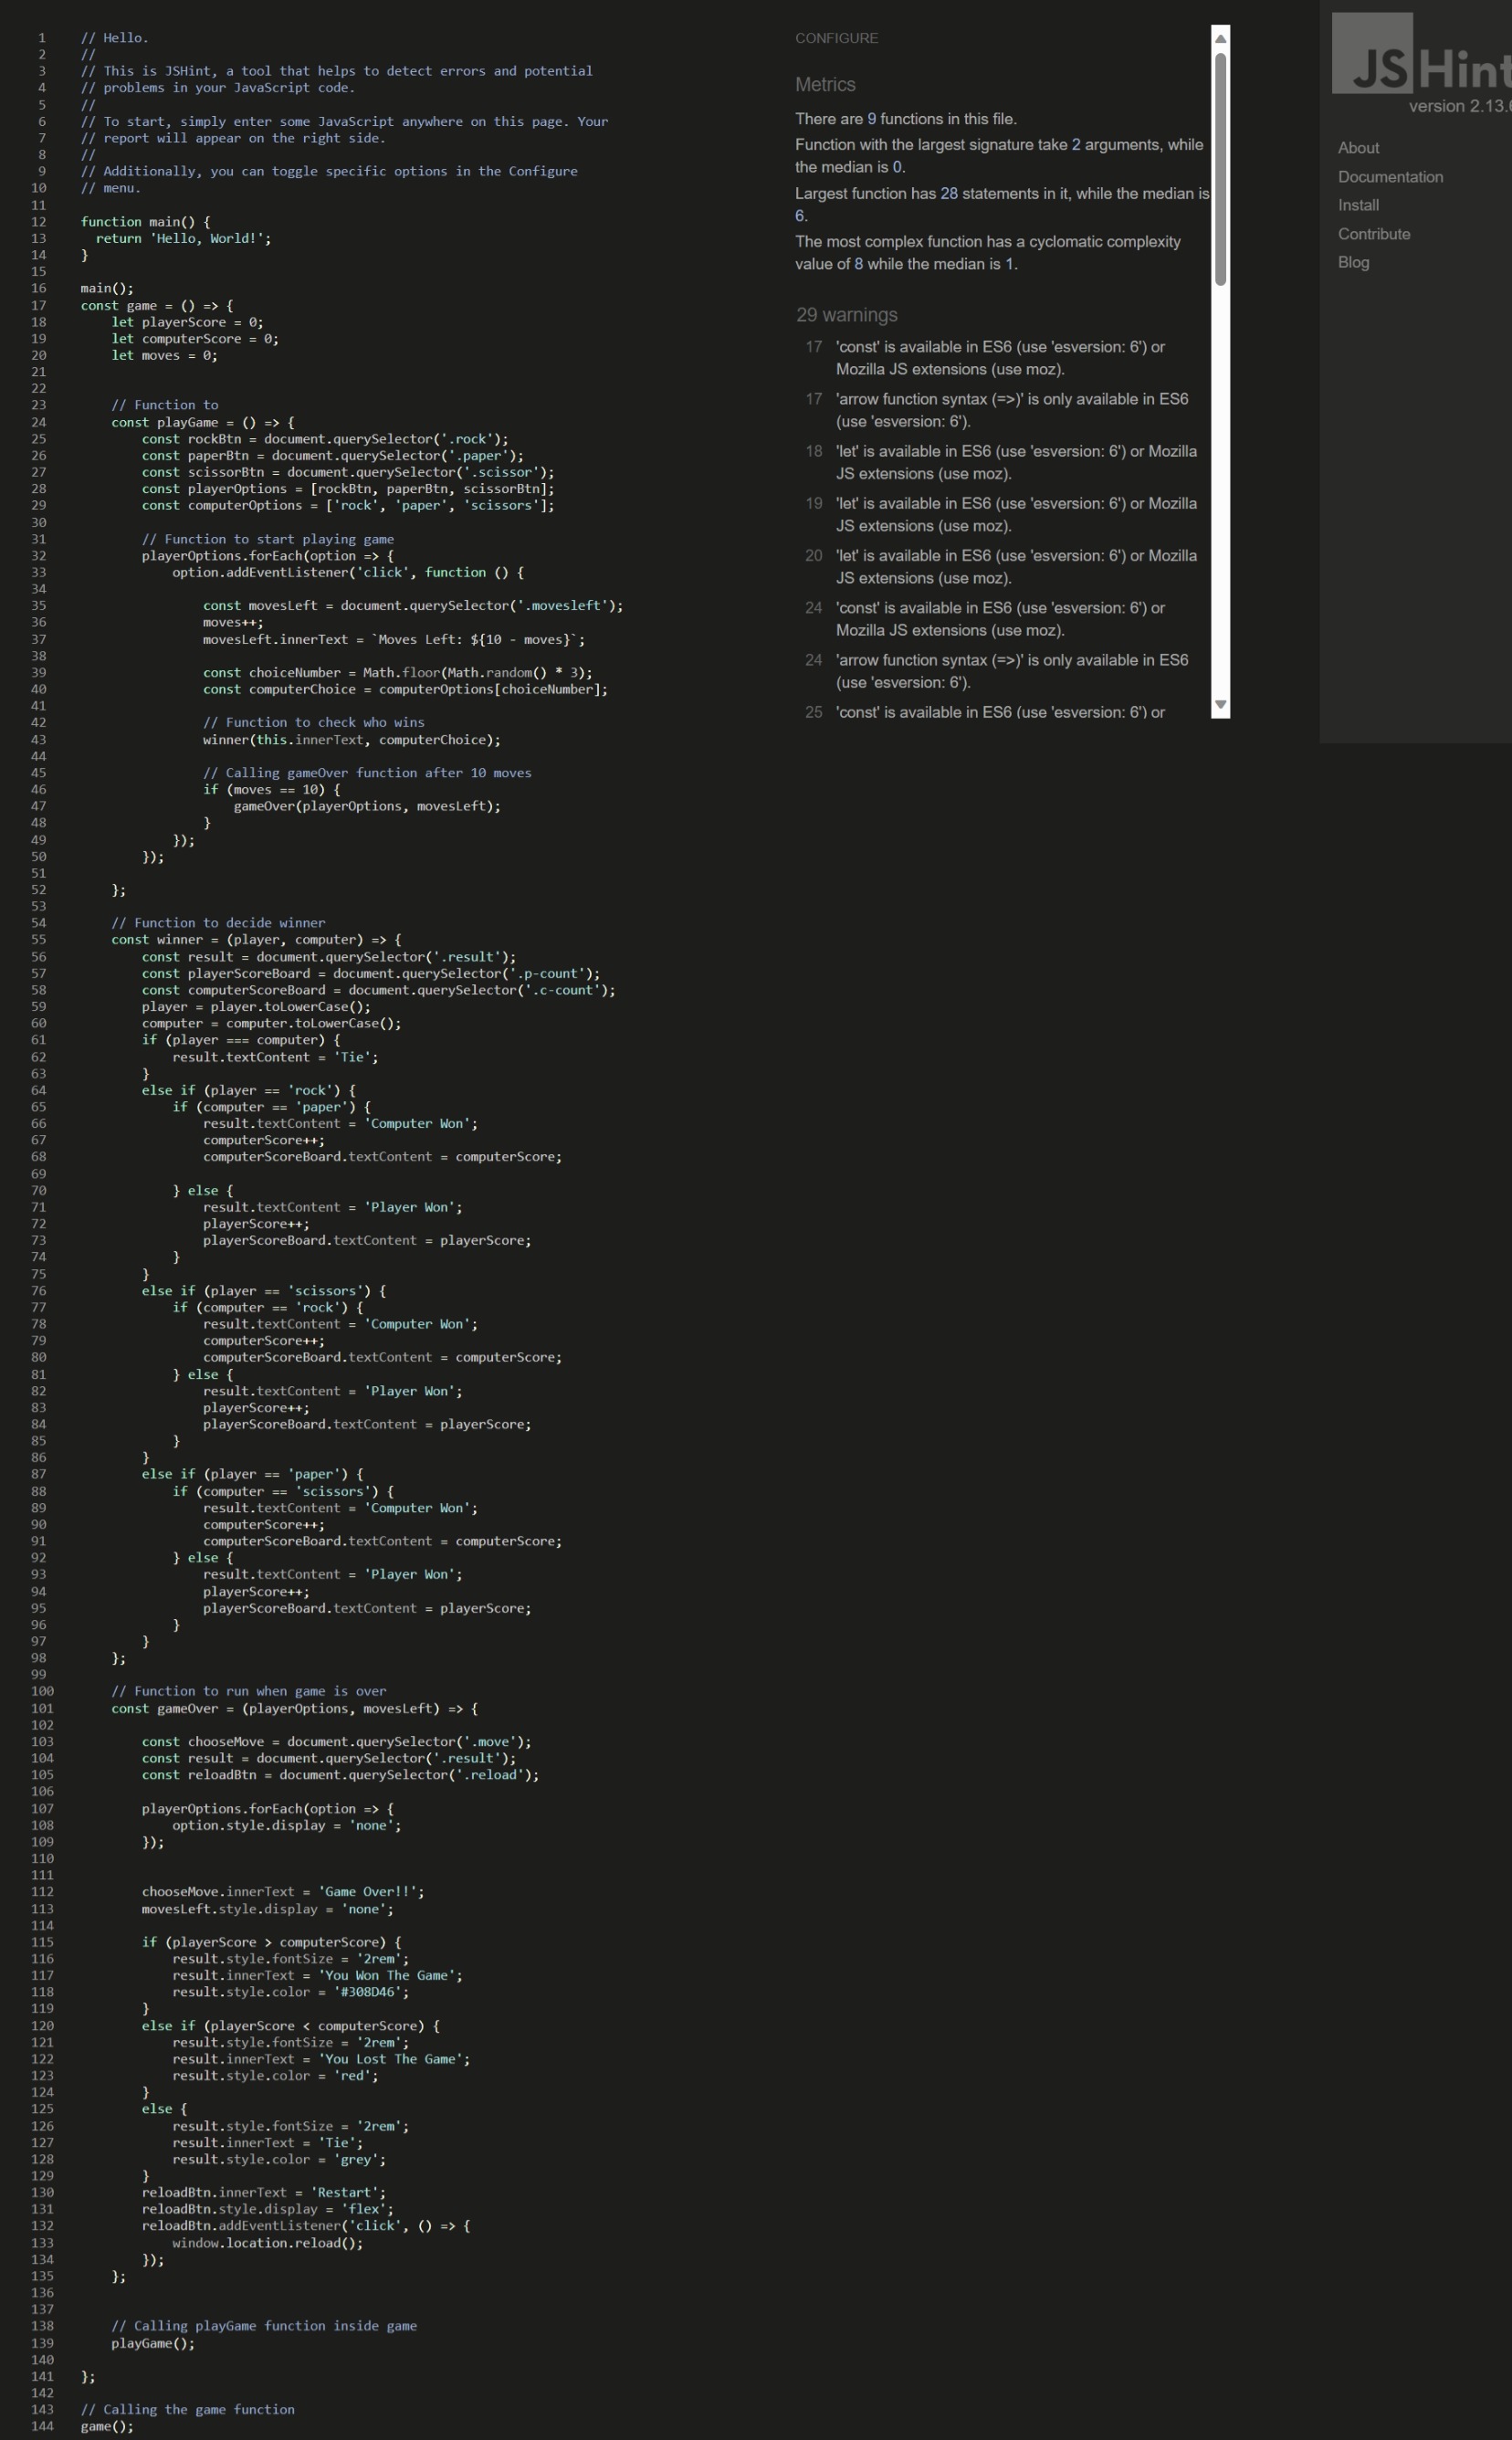 1 // Hello.
2 //
3 // This is JSHint, a tool that helps to detect errors and potential
4 // problems in your JavaScript code.
5 //
6 // To start, simply enter some JavaScript anywhere on this page. Your
7 // report will appear on the right side.
8 //
9 // Additionally, you can toggle specific options in the Configure
10 // menu.
11
12 function main() {
13   return 'Hello, World!';
14 }
15
16 main();
17 const game = () => {
18     let playerScore = 0;
19     let computerScore = 0;
20     let moves = 0;
21
22
23     // Function to
24     const playGame = () => {
25         const rockBtn = document.querySelector('.rock');
26         const paperBtn = document.querySelector('.paper');
27         const scissorBtn = document.querySelector('.scissor');
28         const playerOptions = [rockBtn, paperBtn, scissorBtn];
29         const computerOptions = ['rock', 'paper', 'scissors'];
30
31         // Function to start playing game
32         playerOptions.forEach(option => {
33             option.addEventListener('click', function () {
34
35                 const movesLeft = document.querySelector('.movesleft');
36                 moves++;
37                 movesLeft.innerText = `Moves Left: ${10 - moves}`;
38
39                 const choiceNumber = Math.floor(Math.random() * 3);
40                 const computerChoice = computerOptions[choiceNumber];
41
42                 // Function to check who wins
43                 winner(this.innerText, computerChoice);
44
45                 // Calling gameOver function after 10 moves
46                 if (moves == 10) {
47                     gameOver(playerOptions, movesLeft);
48                 }
49             });
50         });
51
52     };
53
54     // Function to decide winner
55     const winner = (player, computer) => {
56         const result = document.querySelector('.result');
57         const playerScoreBoard = document.querySelector('.p-count');
58         const computerScoreBoard = document.querySelector('.c-count');
59         player = player.toLowerCase();
60         computer = computer.toLowerCase();
61         if (player === computer) {
62             result.textContent = 'Tie';
63         }
64         else if (player == 'rock') {
65             if (computer == 'paper') {
66                 result.textContent = 'Computer Won';
67                 computerScore++;
68                 computerScoreBoard.textContent = computerScore;
69
70             } else {
71                 result.textContent = 'Player Won';
72                 playerScore++;
73                 playerScoreBoard.textContent = playerScore;
74             }
75         }
76         else if (player == 'scissors') {
77             if (computer == 'rock') {
78                 result.textContent = 'Computer Won';
79                 computerScore++;
80                 computerScoreBoard.textContent = computerScore;
81             } else {
82                 result.textContent = 'Player Won';
83                 playerScore++;
84                 playerScoreBoard.textContent = playerScore;
85             }
86         }
87         else if (player == 'paper') {
88             if (computer == 'scissors') {
89                 result.textContent = 'Computer Won';
90                 computerScore++;
91                 computerScoreBoard.textContent = computerScore;
92             } else {
93                 result.textContent = 'Player Won';
94                 playerScore++;
95                 playerScoreBoard.textContent = playerScore;
96             }
97         }
98     };
99
100     // Function to run when game is over
101     const gameOver = (playerOptions, movesLeft) => {
102
103         const chooseMove = document.querySelector('.move');
104         const result = document.querySelector('.result');
105         const reloadBtn = document.querySelector('.reload');
106
107         playerOptions.forEach(option => {
108             option.style.display = 'none';
109         });
110
111
112         chooseMove.innerText = 'Game Over!!';
113         movesLeft.style.display = 'none';
114
115         if (playerScore > computerScore) {
116             result.style.fontSize = '2rem';
117             result.innerText = 'You Won The Game';
118             result.style.color = '#308D46';
119         }
120         else if (playerScore < computerScore) {
121             result.style.fontSize = '2rem';
122             result.innerText = 'You Lost The Game';
123             result.style.color = 'red';
124         }
125         else {
126             result.style.fontSize = '2rem';
127             result.innerText = 'Tie';
128             result.style.color = 'grey';
129         }
130         reloadBtn.innerText = 'Restart';
131         reloadBtn.style.display = 'flex';
132         reloadBtn.addEventListener('click', () => {
133             window.location.reload();
134         });
135     };
136
137
138     // Calling playGame function inside game
139     playGame();
140
141 };
142
143 // Calling the game function
144 game();
CONFIGURE
Metrics
There are 9 functions in this file.
Function with the largest signature take 2 arguments, while
the median is 0.
Largest function has 28 statements in it, while the median is
6.
The most complex function has a cyclomatic complexity
value of 8 while the median is 1.
29 warnings
17 'const' is available in ES6 (use 'esversion: 6') or
Mozilla JS extensions (use moz).
17 'arrow function syntax (=>)' is only available in ES6
(use 'esversion: 6').
18 'let' is available in ES6 (use 'esversion: 6') or Mozilla
JS extensions (use moz).
19 'let' is available in ES6 (use 'esversion: 6') or Mozilla
JS extensions (use moz).
20 'let' is available in ES6 (use 'esversion: 6') or Mozilla
JS extensions (use moz).
24 'const' is available in ES6 (use 'esversion: 6') or
Mozilla JS extensions (use moz).
24 'arrow function syntax (=>)' is only available in ES6
(use 'esversion: 6').
25 'const' is available in ES6 (use 'esversion: 6') or
JSHint
version 2.13.6
About
Documentation
Install
Contribute
Blog